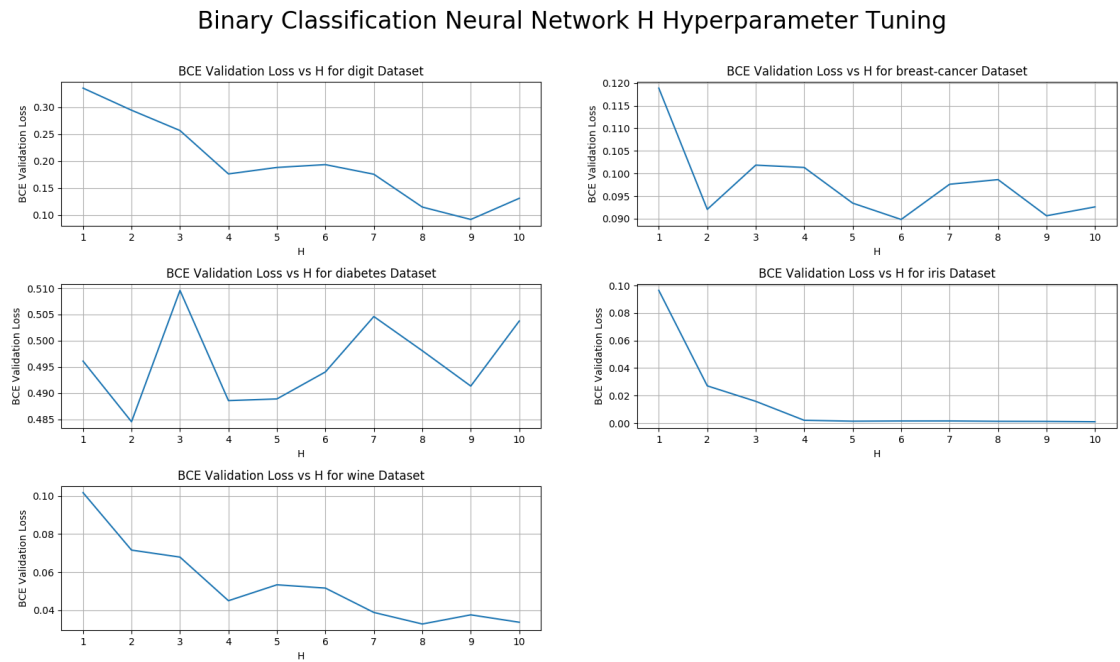 Binary Classification Neural Network H Hyperparameter Tuning
BCE Validation Loss vs H for digit Dataset
BCE Validation Loss
0.30
0.25
0.20
0.15
0.10
1 2 3 4 5 6 7 8 9 10
H
BCE Validation Loss vs H for breast-cancer Dataset
BCE Validation Loss
0.120
0.115
0.110
0.105
0.100
0.095
0.090
1 2 3 4 5 6 7 8 9 10
H
BCE Validation Loss vs H for diabetes Dataset
BCE Validation Loss
0.510
0.505
0.500
0.495
0.490
0.485
1 2 3 4 5 6 7 8 9 10
H
BCE Validation Loss vs H for iris Dataset
BCE Validation Loss
0.10
0.08
0.06
0.04
0.02
0.00
1 2 3 4 5 6 7 8 9 10
H
BCE Validation Loss vs H for wine Dataset
BCE Validation Loss
0.10
0.08
0.06
0.04
1 2 3 4 5 6 7 8 9 10
H